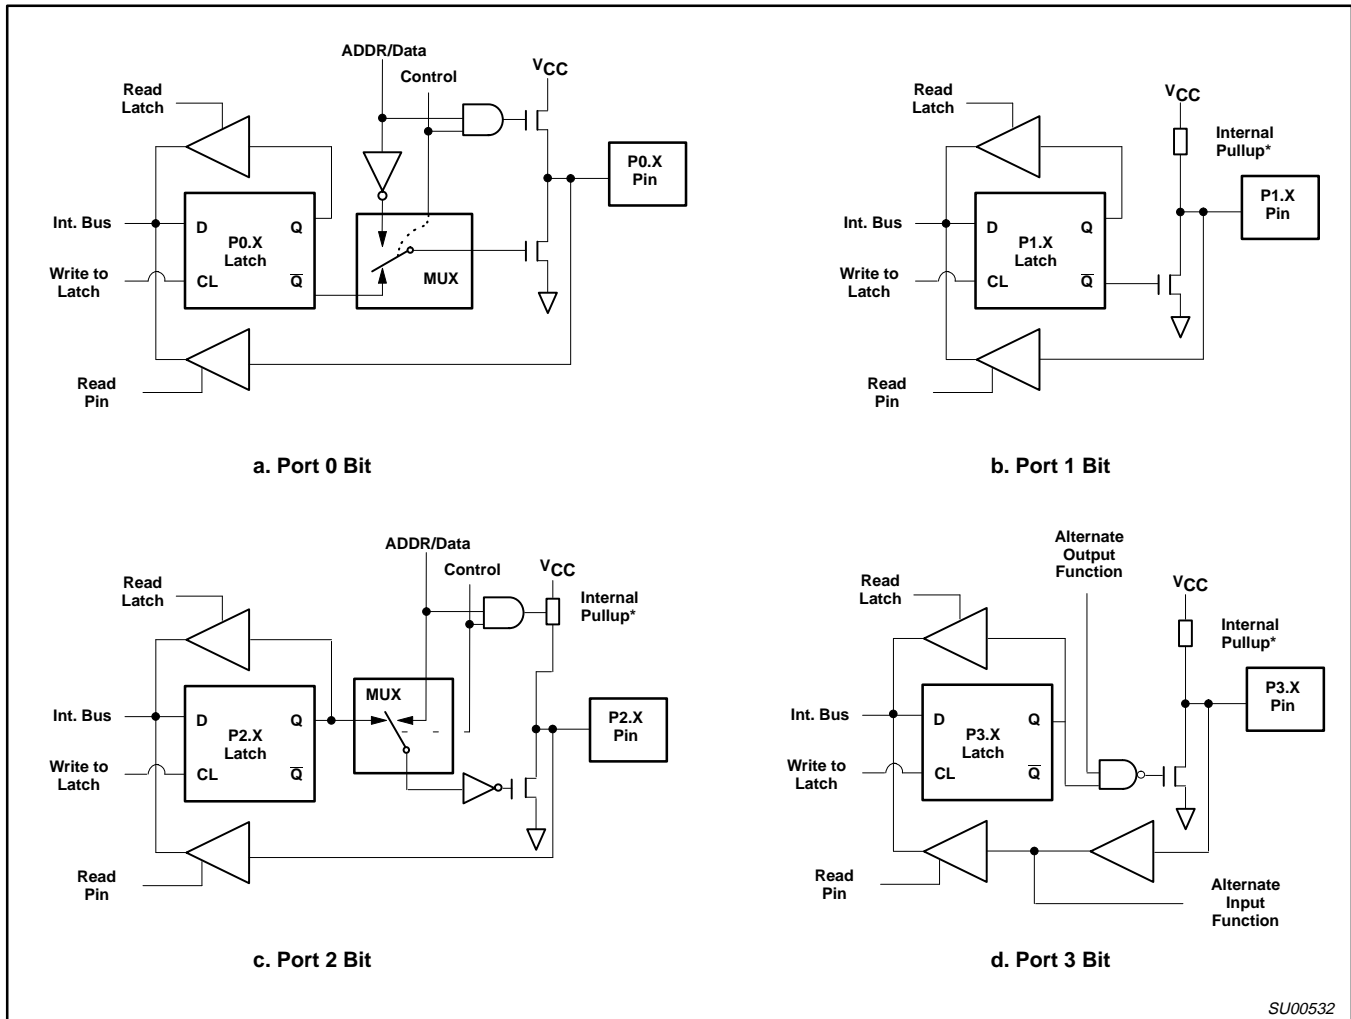 ADDR/Data
Control
VCC
Read
Latch
P0.X
Pin
Int. Bus
D
Q
P0.X
Latch
Write to
Latch
CL
Q̅
MUX
Read
Pin
a. Port 0 Bit
VCC
Read
Latch
Internal
Pullup*
P1.X
Pin
Int. Bus
D
Q
P1.X
Latch
Write to
Latch
CL
Q̅
Read
Pin
b. Port 1 Bit
ADDR/Data
Control
VCC
Read
Latch
Internal
Pullup*
MUX
P2.X
Pin
Int. Bus
D
Q
P2.X
Latch
Write to
Latch
CL
Q̅
Read
Pin
c. Port 2 Bit
Alternate
Output
Function
VCC
Read
Latch
Internal
Pullup*
P3.X
Pin
Int. Bus
D
Q
P3.X
Latch
Write to
Latch
CL
Q̅
Read
Pin
Alternate
Input
Function
d. Port 3 Bit
SU00532